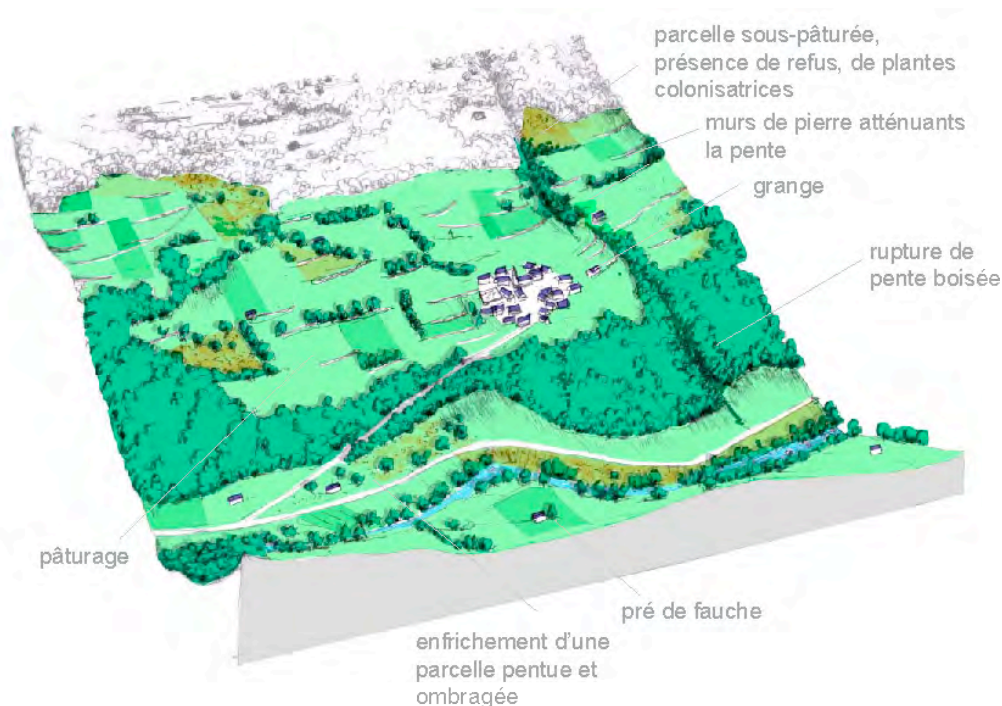 parcelle sous-pâturée,
présence de refus, de plantes
colonisatrices
murs de pierre atténuants
la pente
grange
rupture de
pente boisée
pâturage
pré de fauche
enfrichement d'une
parcelle pentue et
ombragée